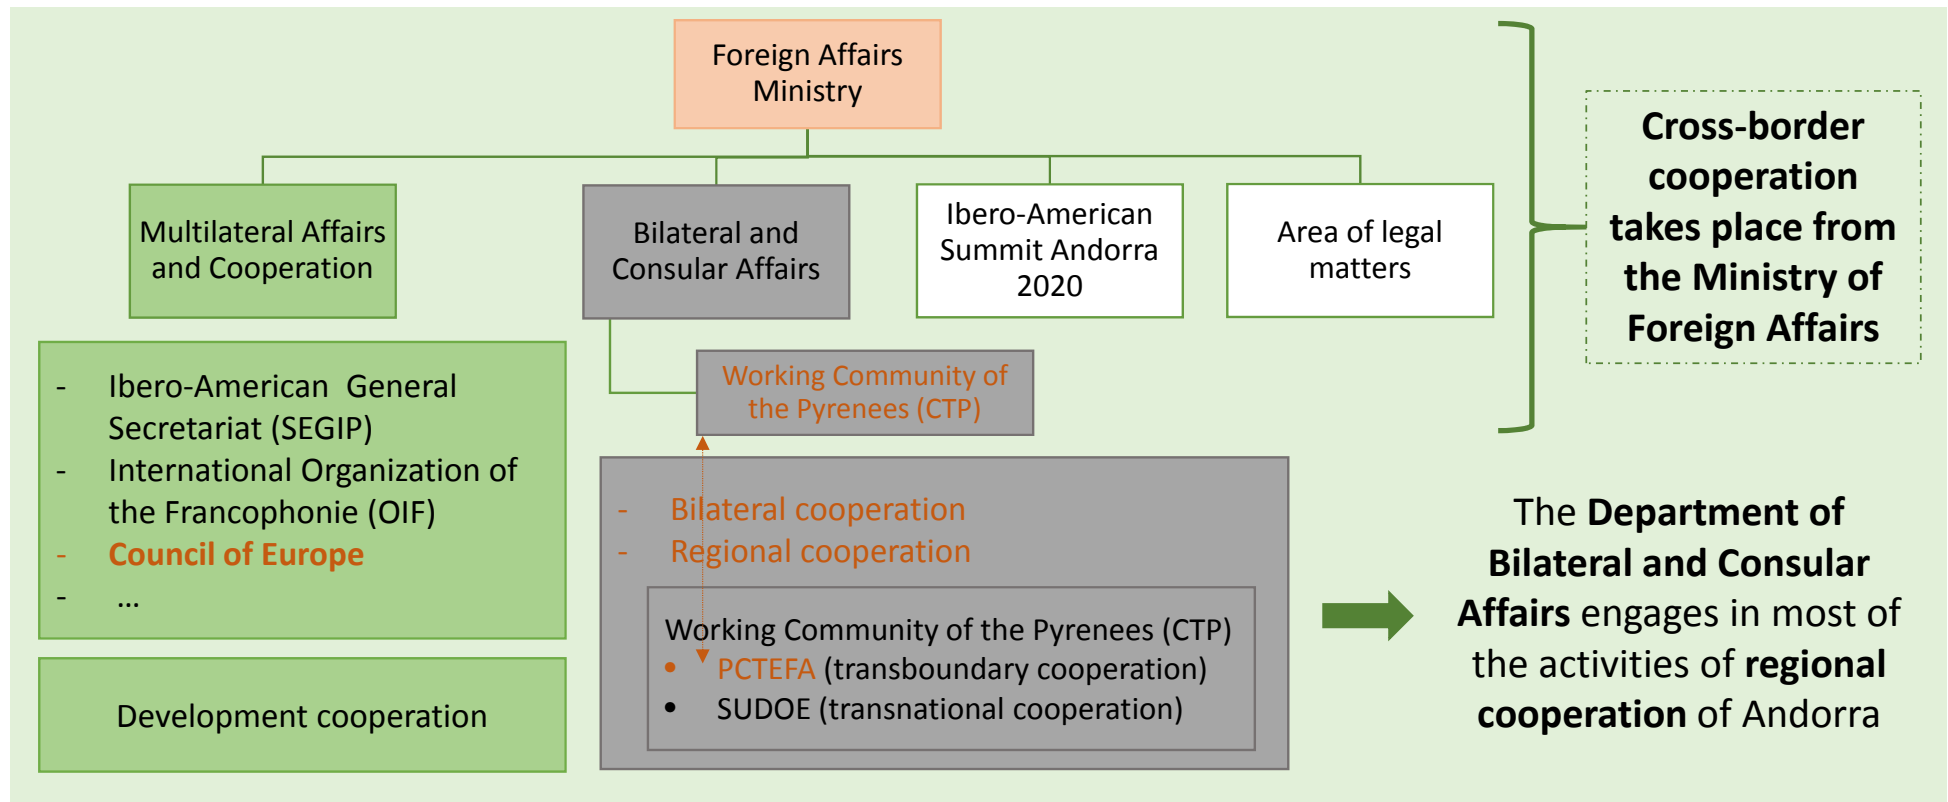 Foreign Affairs
Ministry
Multilateral Affairs
and Cooperation
Bilateral and
Consular Affairs
Ibero-American
Summit Andorra
2020
Area of legal
matters
Cross-border
cooperation
takes place from
the Ministry of
Foreign Affairs
- Ibero-American General
Secretariat (SEGIP)
- International Organization of
the Francophonie (OIF)
- Council of Europe
- ...
Development cooperation
Working Community of
the Pyrenees (CTP)
- Bilateral cooperation
- Regional cooperation
Working Community of the Pyrenees (CTP)
• PCTEFA (transboundary cooperation)
• SUDOE (transnational cooperation)
The Department of
Bilateral and Consular
Affairs engages in most of
the activities of regional
cooperation of Andorra